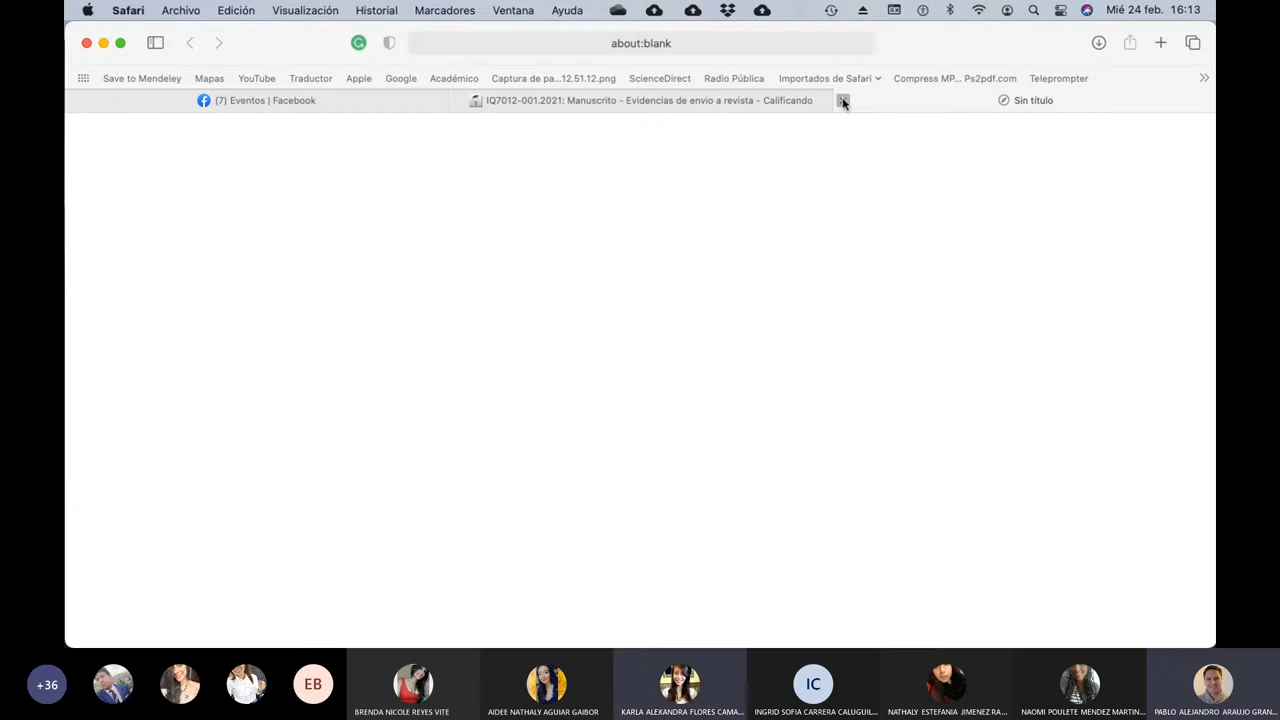 Safari Archivo Edición Visualización Historial Marcadores Ventana Ayuda Mié 24 feb. 16:13
about:blank
Save to Mendeley Mapas YouTube Traductor Apple Google Académico Captura de pa...12.51.12.png ScienceDirect Radio Pública Importados de Safari Compress MP... Ps2pdf.com Teleprompter
(7) Eventos | Facebook IQ7012-001.2021: Manuscrito - Evidencias de envio a revista - Calificando Sin título
+36 EB IC
BRENDA NICOLE REYES VITE AIDEE NATHALY AGUIAR GAIBOR KARLA ALEXANDRA FLORES CAMA... INGRID SOFIA CARRERA CALUGUIL... NATHALY ESTEFANIA JIMENEZ RA... NAOMI POULETE MENDEZ MARTIN... PABLO ALEJANDRO ARAUJO GRAN...